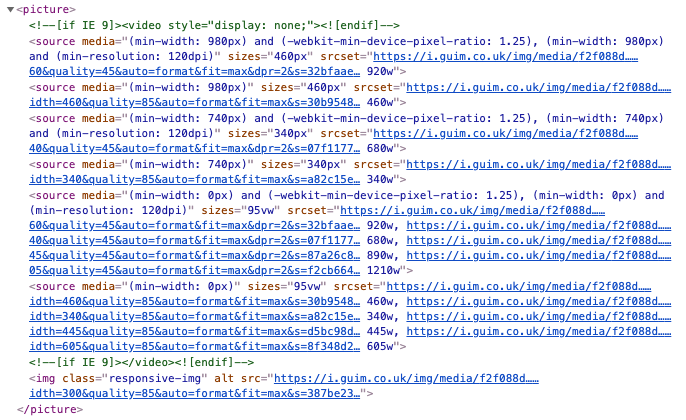 ▼<picture>
<!--[if IE 9]><video style="display: none;"><![endif]-->
<source media="(min-width: 980px) and (-webkit-min-device-pixel-ratio: 1.25), (min-width: 980px)
and (min-resolution: 120dpi)" sizes="460px" srcset="https://i.guim.co.uk/img/media/f2f088d……
60&quality=45&auto=format&fit=max&dpr=2&s=32bfaae… 920w">
<source media="(min-width: 980px)" sizes="460px" srcset="https://i.guim.co.uk/img/media/f2f088d……
idth=460&quality=85&auto=format&fit=max&s=30b9548… 460w">
<source media="(min-width: 740px) and (-webkit-min-device-pixel-ratio: 1.25), (min-width: 740px)
and (min-resolution: 120dpi)" sizes="340px" srcset="https://i.guim.co.uk/img/media/f2f088d……
40&quality=45&auto=format&fit=max&dpr=2&s=07f1177… 680w">
<source media="(min-width: 740px)" sizes="340px" srcset="https://i.guim.co.uk/img/media/f2f088d……
idth=340&quality=85&auto=format&fit=max&s=a82c15e… 340w">
<source media="(min-width: 0px) and (-webkit-min-device-pixel-ratio: 1.25), (min-width: 0px) and
(min-resolution: 120dpi)" sizes="95vw" srcset="https://i.guim.co.uk/img/media/f2f088d……
60&quality=45&auto=format&fit=max&dpr=2&s=32bfaae… 920w, https://i.guim.co.uk/img/media/f2f088d……
40&quality=45&auto=format&fit=max&dpr=2&s=07f1177… 680w, https://i.guim.co.uk/img/media/f2f088d……
45&quality=45&auto=format&fit=max&dpr=2&s=87a26c8… 890w, https://i.guim.co.uk/img/media/f2f088d……
05&quality=45&auto=format&fit=max&dpr=2&s=f2cb664… 1210w">
<source media="(min-width: 0px)" sizes="95vw" srcset="https://i.guim.co.uk/img/media/f2f088d……
idth=460&quality=85&auto=format&fit=max&s=30b9548… 460w, https://i.guim.co.uk/img/media/f2f088d……
idth=340&quality=85&auto=format&fit=max&s=a82c15e… 340w, https://i.guim.co.uk/img/media/f2f088d……
idth=445&quality=85&auto=format&fit=max&s=d5bc98d… 445w, https://i.guim.co.uk/img/media/f2f088d……
idth=605&quality=85&auto=format&fit=max&s=8f348d2… 605w">
<!--[if IE 9]></video><![endif]-->
<img class="responsive-img" alt src="https://i.guim.co.uk/img/media/f2f088d……
idth=300&quality=85&auto=format&fit=max&s=387be23…">
</picture>